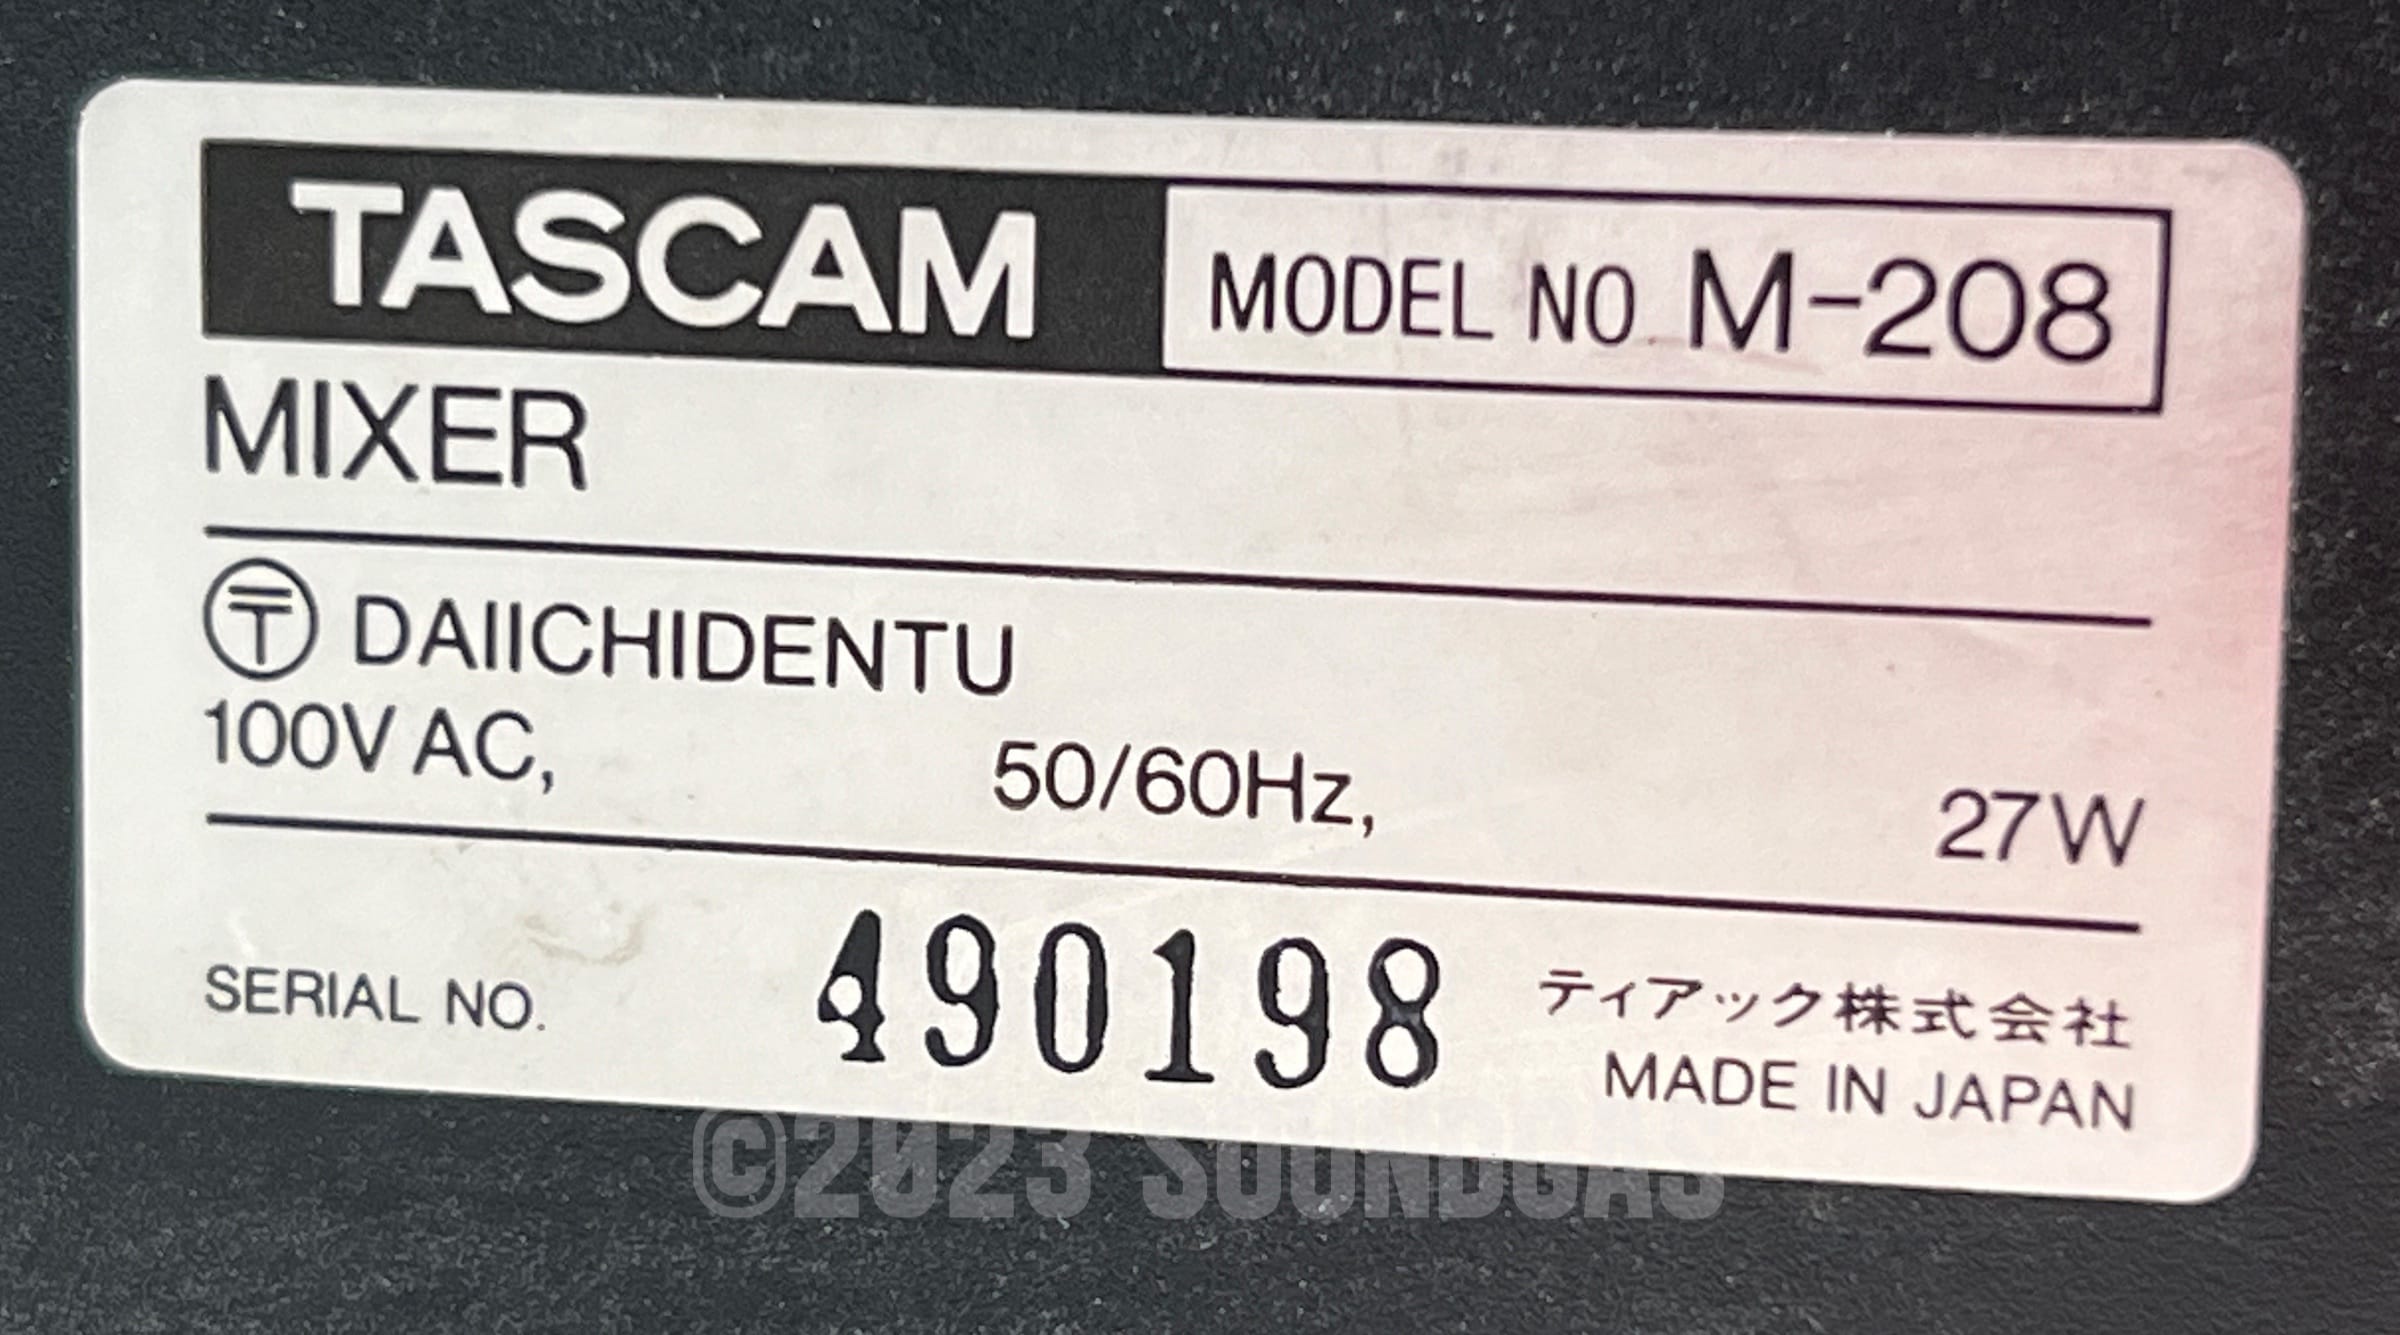 TASCAM MODEL NO. M-208
MIXER
〒 DAIICHIDENTU
100V AC, 50/60Hz, 27W
SERIAL NO. 490198 ティアック株式会社
MADE IN JAPAN
©2023 SOUNDGAS